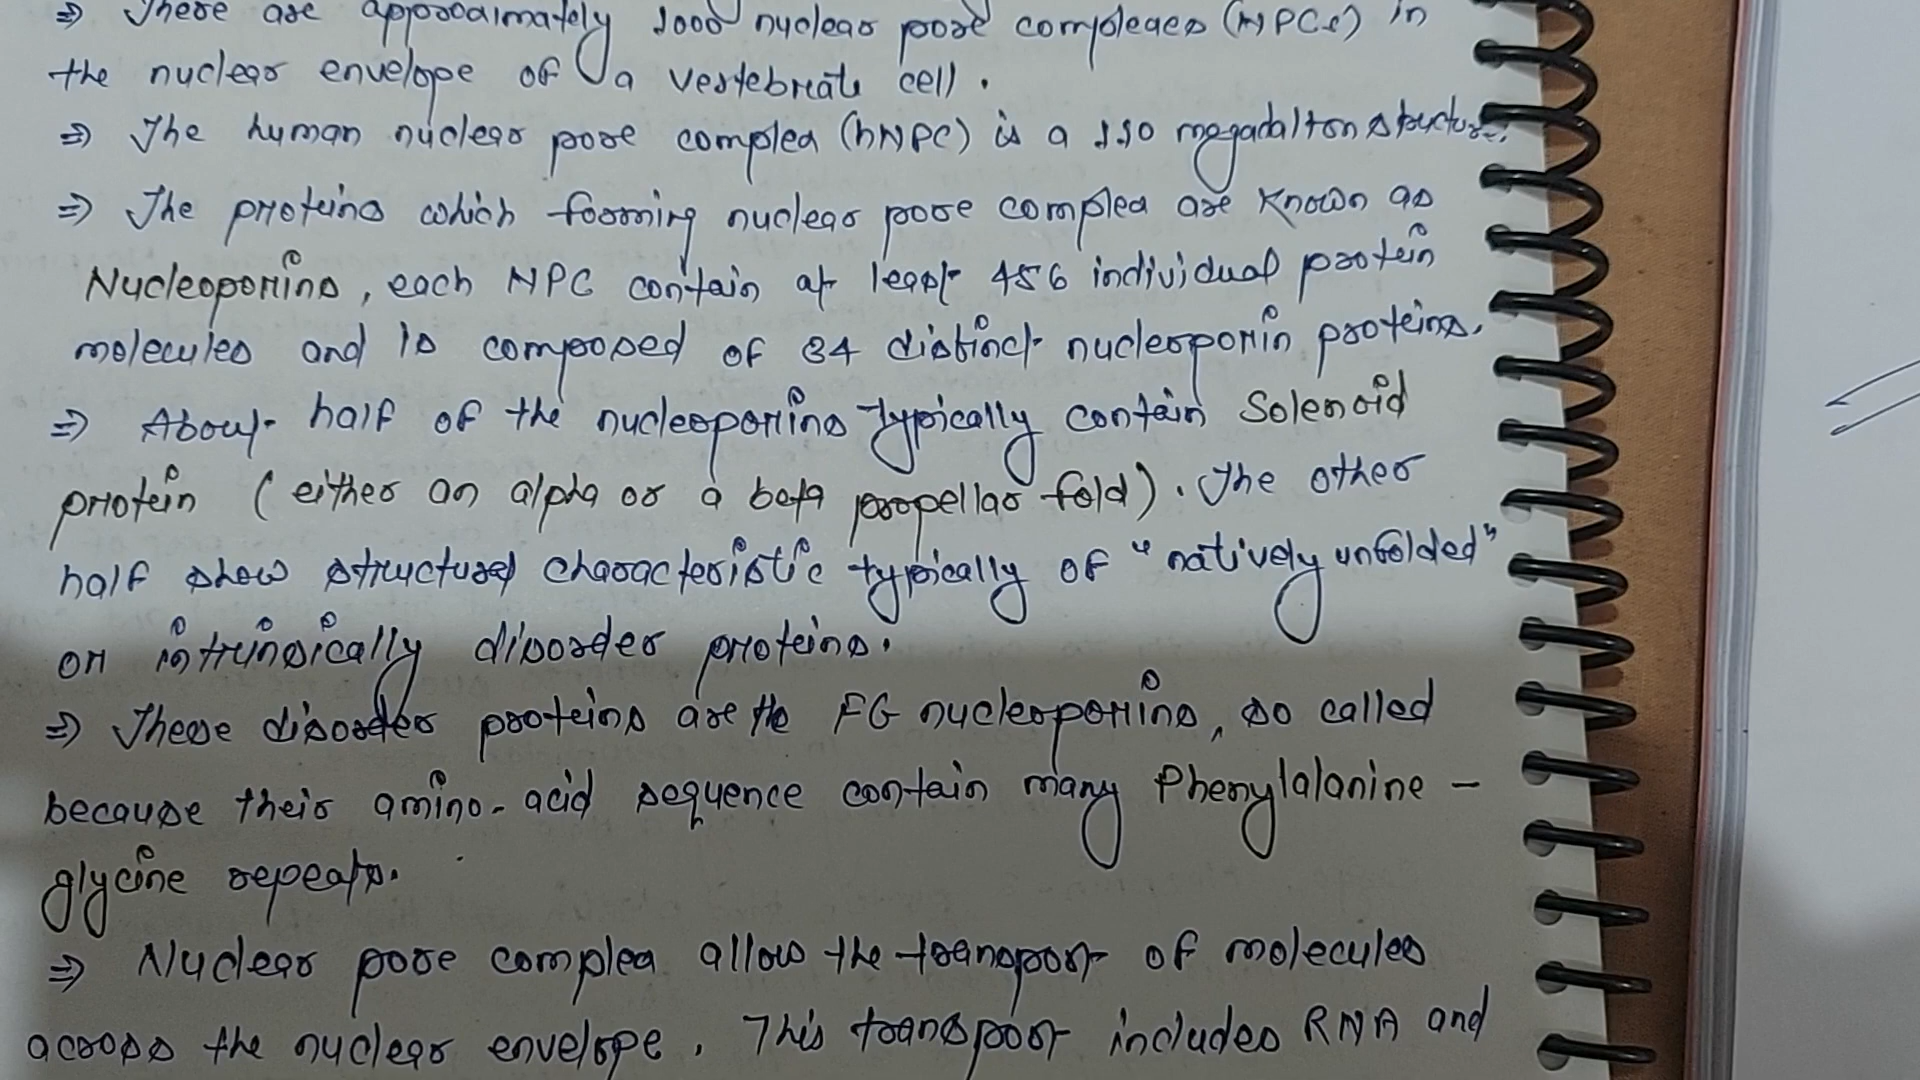 ⇒ There are approximately 1000 nuclear pore complexes (NPCs) in
the nuclear envelope of a vertebrate cell.
⇒ The human nuclear pore complex (hNPC) is a 110 megadalton structure.
⇒ The proteins which forming nuclear pore complex are known as
Nucleoporins, each NPC contain at least 456 individual protein
molecules and is composed of 34 distinct nucleoporin proteins.
⇒ About half of the nucleoporins typically contain Solenoid
protein (either an alpha or a beta propellar fold). The other
half show structural characteristic typically of "natively unfolded"
or intrinsically disorder proteins.
⇒ These disorder proteins are the FG nucleoporins, so called
because their amino-acid sequence contain many Phenylalanine -
glycine repeats.
⇒ Nuclear pore complex allow the transport of molecules
across the nuclear envelope. This transport includes RNA and